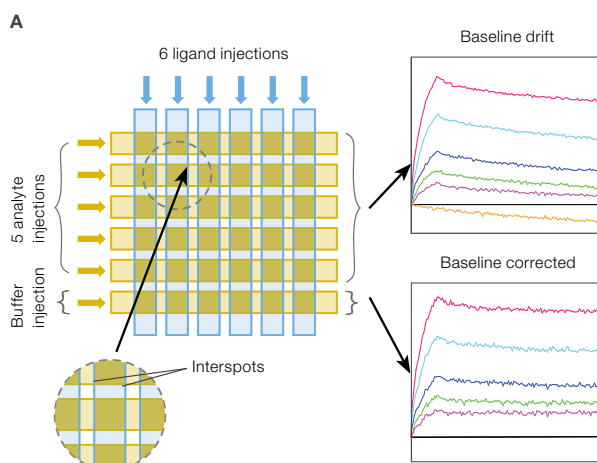 A
6 ligand injections
5 analyte
injections
Buffer
injection
Interspots
Baseline drift
Baseline corrected